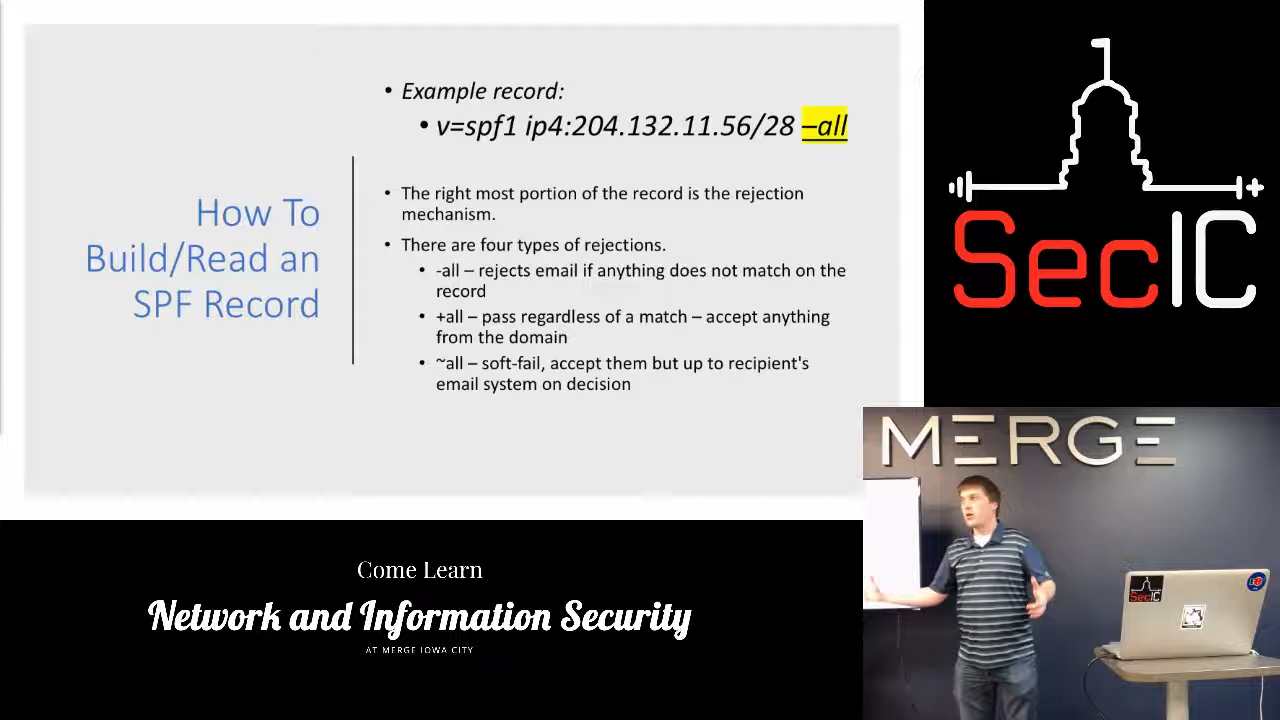 How To
Build/Read an
SPF Record
• Example record:
• v=spf1 ip4:204.132.11.56/28 –all
• The right most portion of the record is the rejection
mechanism.
• There are four types of rejections.
• -all – rejects email if anything does not match on the
record
• +all – pass regardless of a match – accept anything
from the domain
• ~all – soft-fail, accept them but up to recipient's
email system on decision
SecIC
MERGE
SecIC
Come Learn
Network and Information Security
AT MERGE IOWA CITY